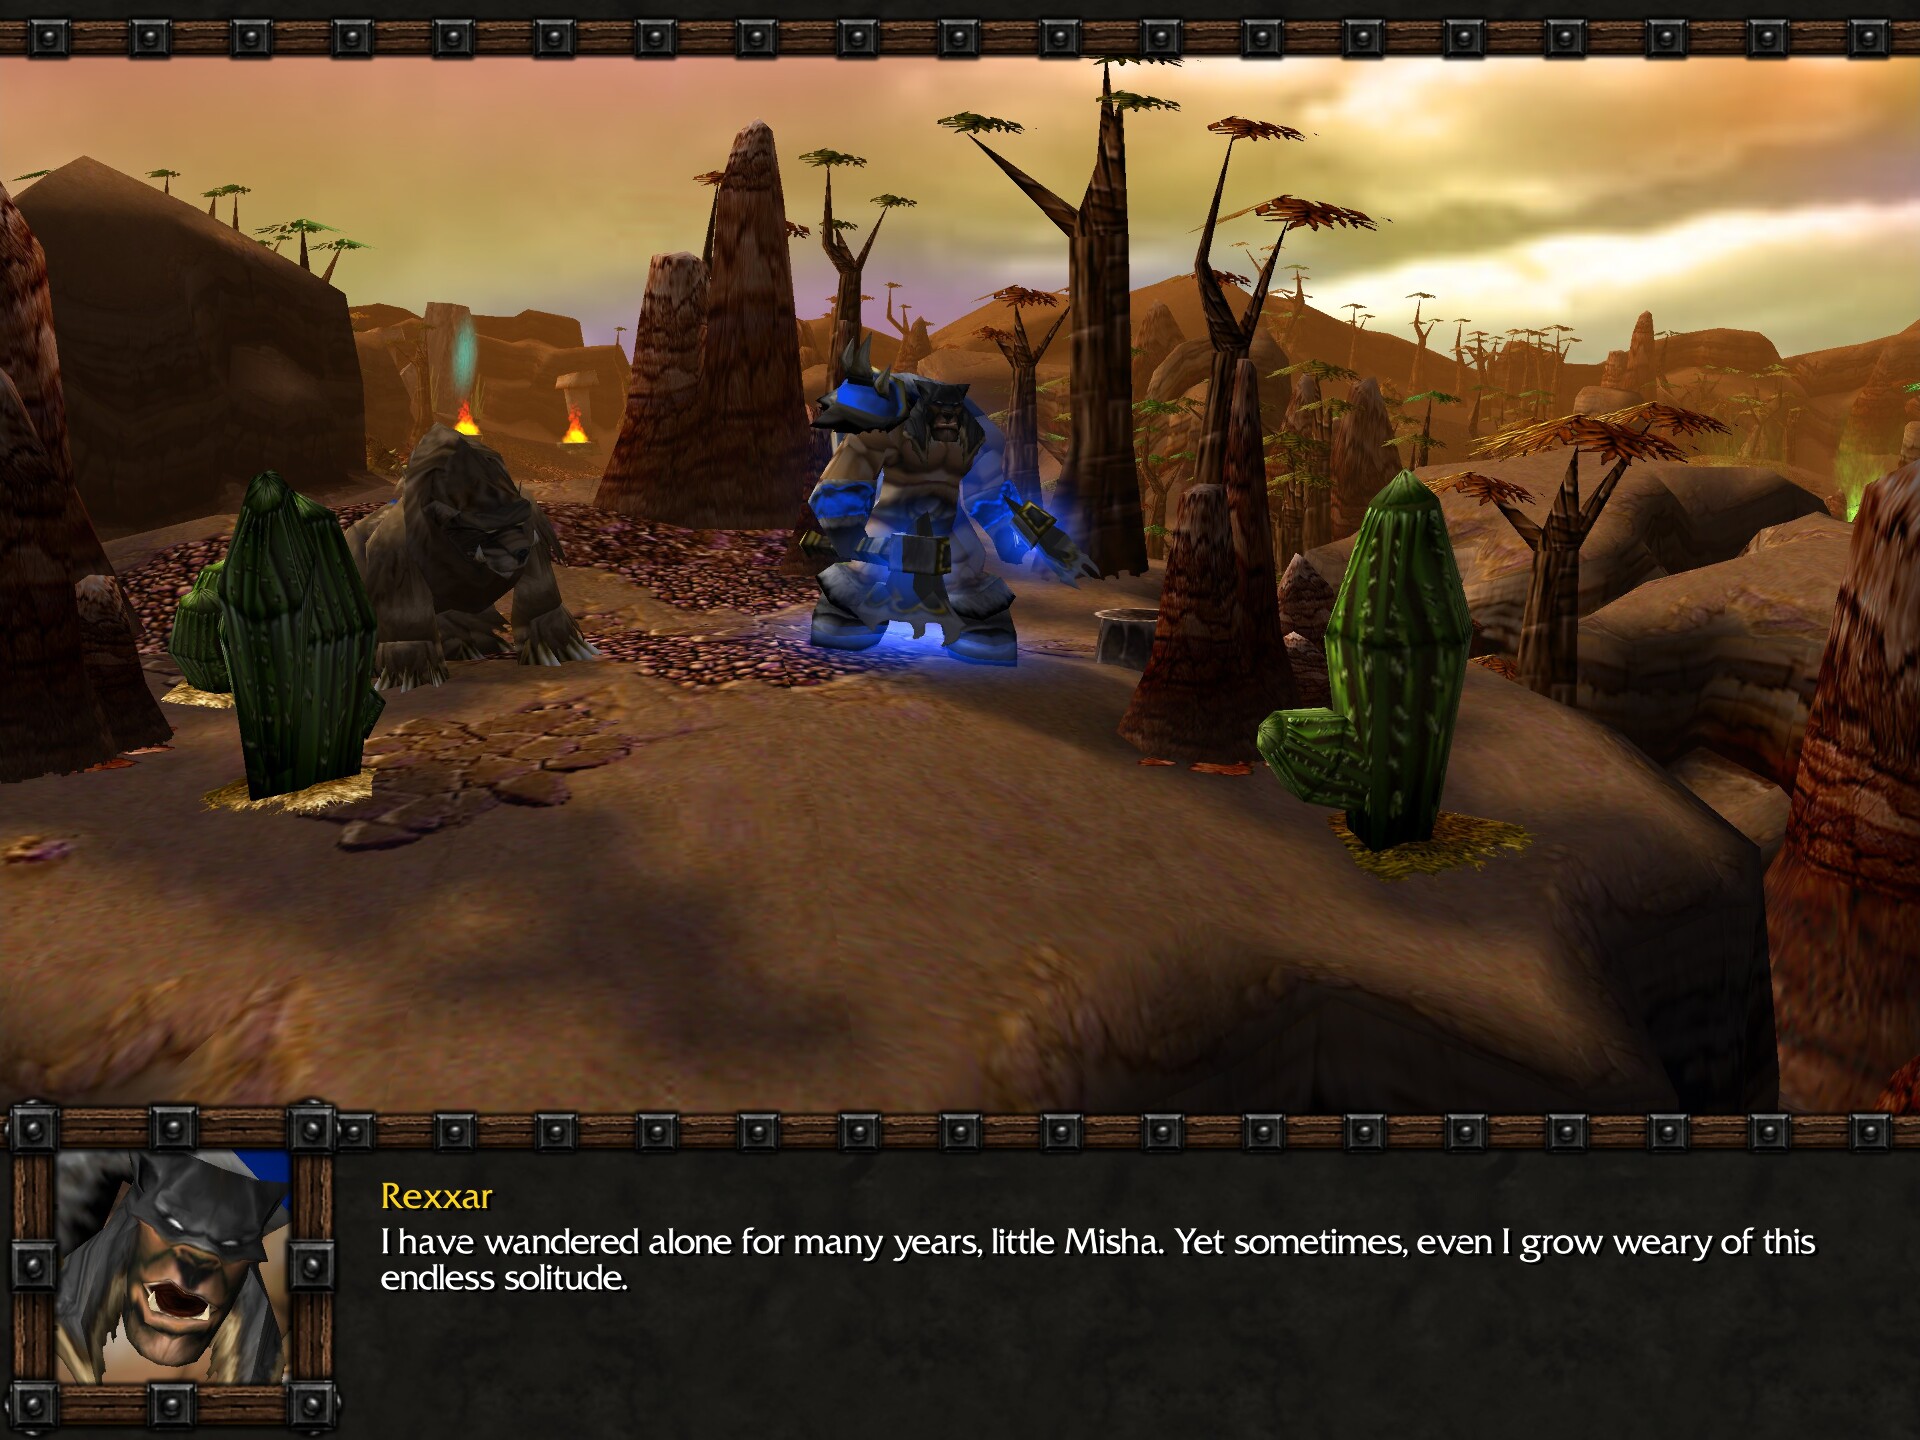 Rexxar
I have wandered alone for many years, little Misha. Yet sometimes, even I grow weary of this
endless solitude.